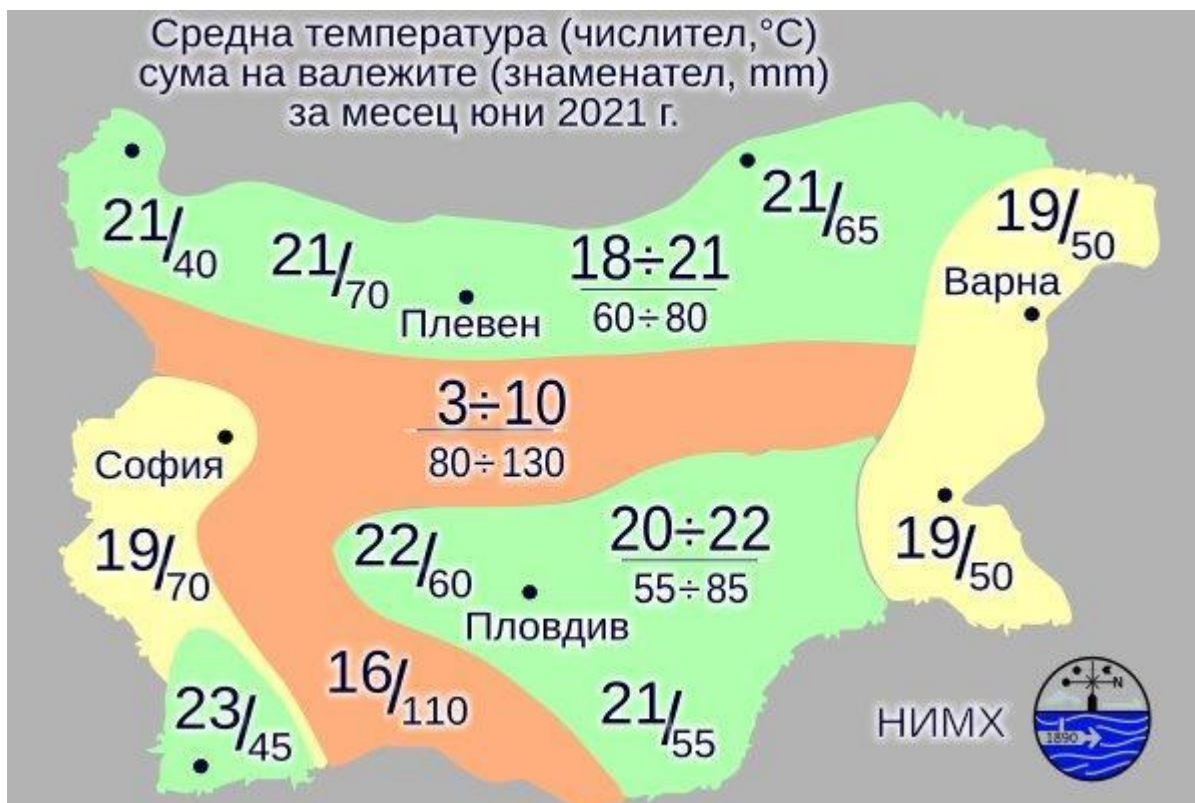 Средна температура (числител,°C)
сума на валежите (знаменател, mm)
за месец юни 2021 г.
21/40
21/70
18÷21
60÷80
21/65
19/50
Плевен
Варна
3÷10
80÷130
София
19/70
22/60
20÷22
55÷85
19/50
Пловдив
16/110
23/45
21/55
НИМХ
N
1890